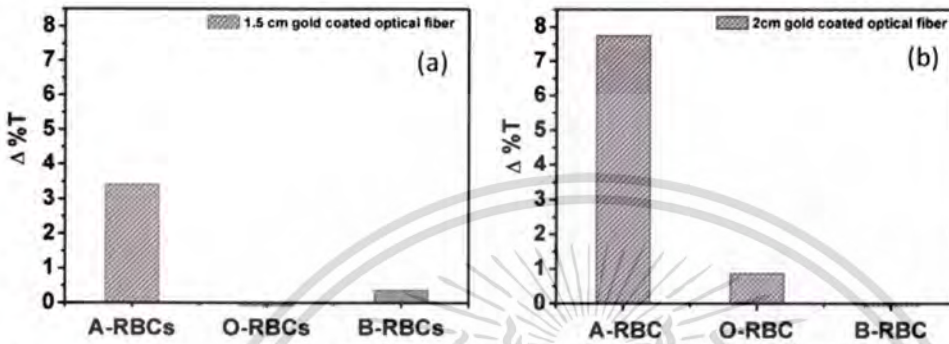 1.5 cm gold coated optical fiber
(a)
Δ %T
8
7
6
5
4
3
2
1
0
A-RBCs O-RBCs B-RBCs
2cm gold coated optical fiber
(b)
Δ %T
8
7
6
5
4
3
2
1
0
A-RBC O-RBC B-RBC